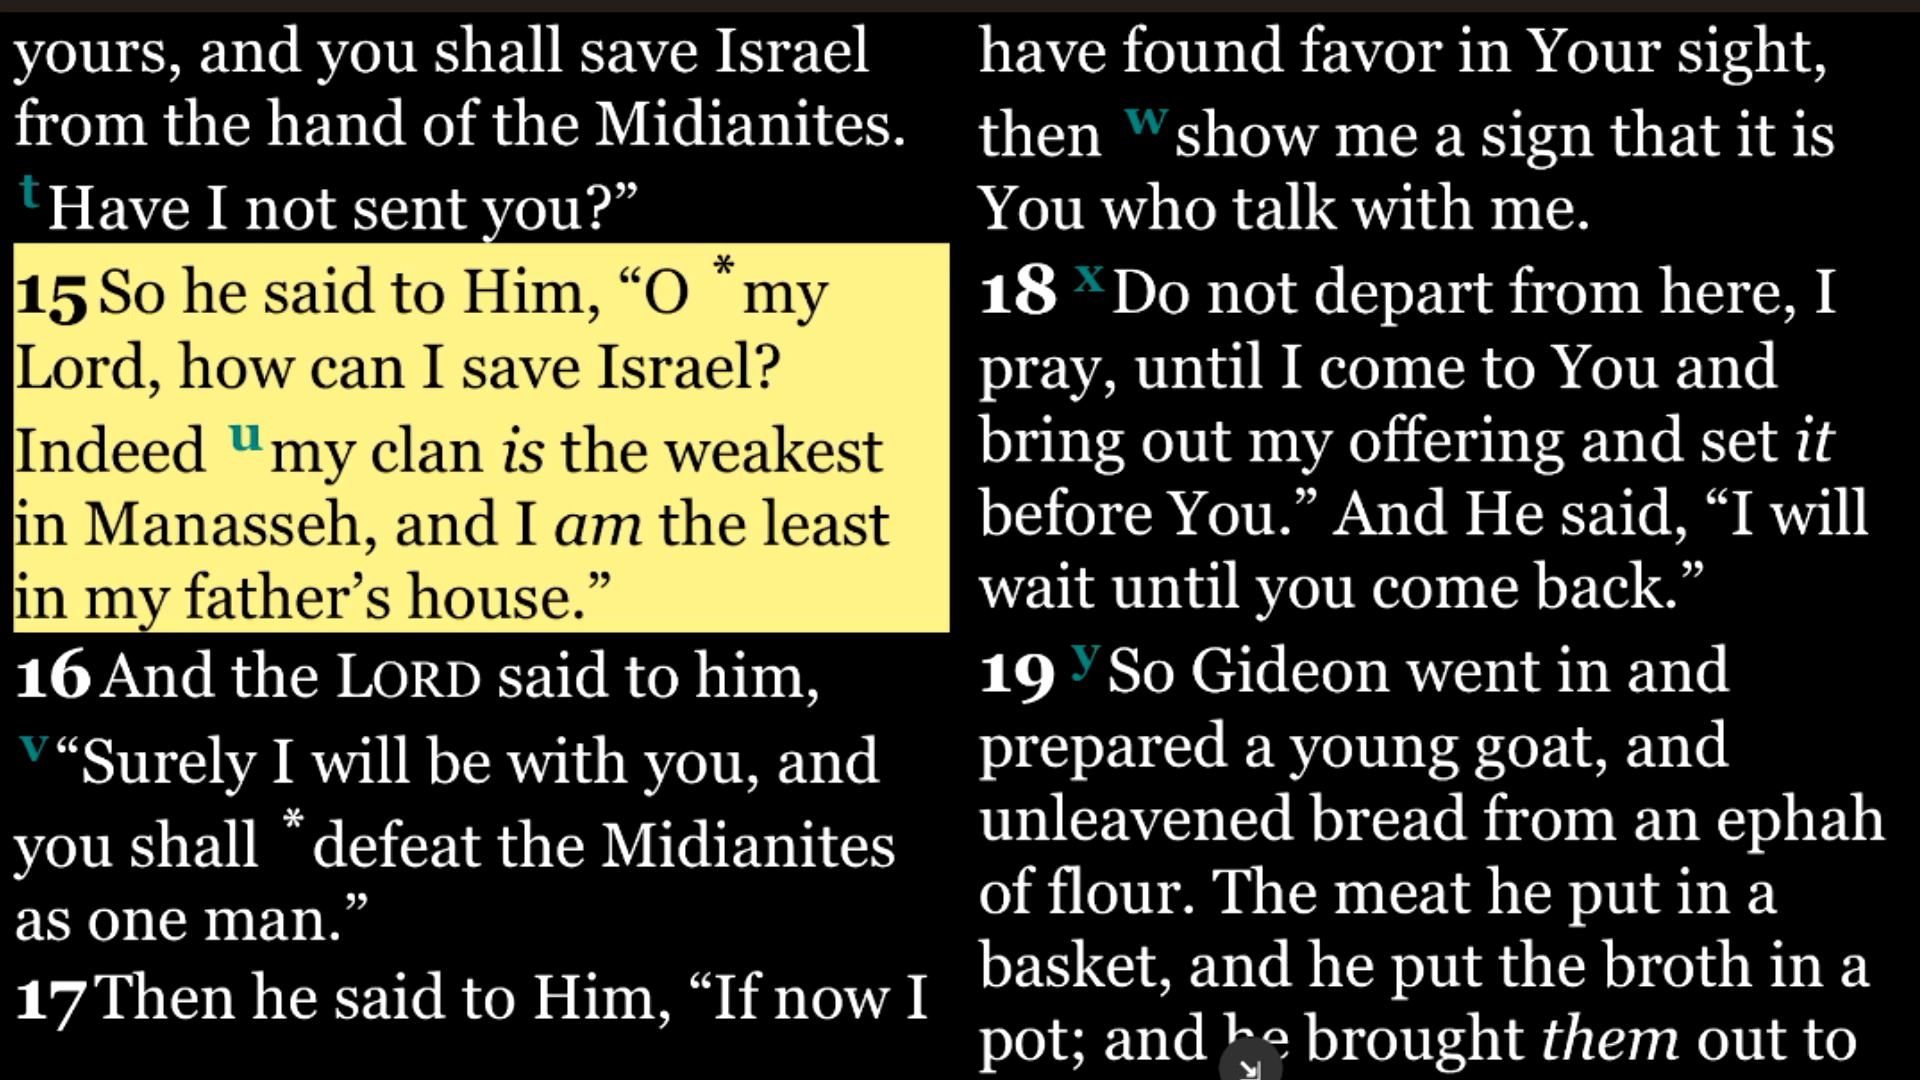 yours, and you shall save Israel
from the hand of the Midianites.
t Have I not sent you?”
15 So he said to Him, “O *my
Lord, how can I save Israel?
Indeed u my clan is the weakest
in Manasseh, and I am the least
in my father’s house.”
16 And the LORD said to him,
v “Surely I will be with you, and
you shall *defeat the Midianites
as one man.”
17 Then he said to Him, “If now I
have found favor in Your sight,
then w show me a sign that it is
You who talk with me.
18 x Do not depart from here, I
pray, until I come to You and
bring out my offering and set it
before You.” And He said, “I will
wait until you come back.”
19 y So Gideon went in and
prepared a young goat, and
unleavened bread from an ephah
of flour. The meat he put in a
basket, and he put the broth in a
pot; and he brought them out to